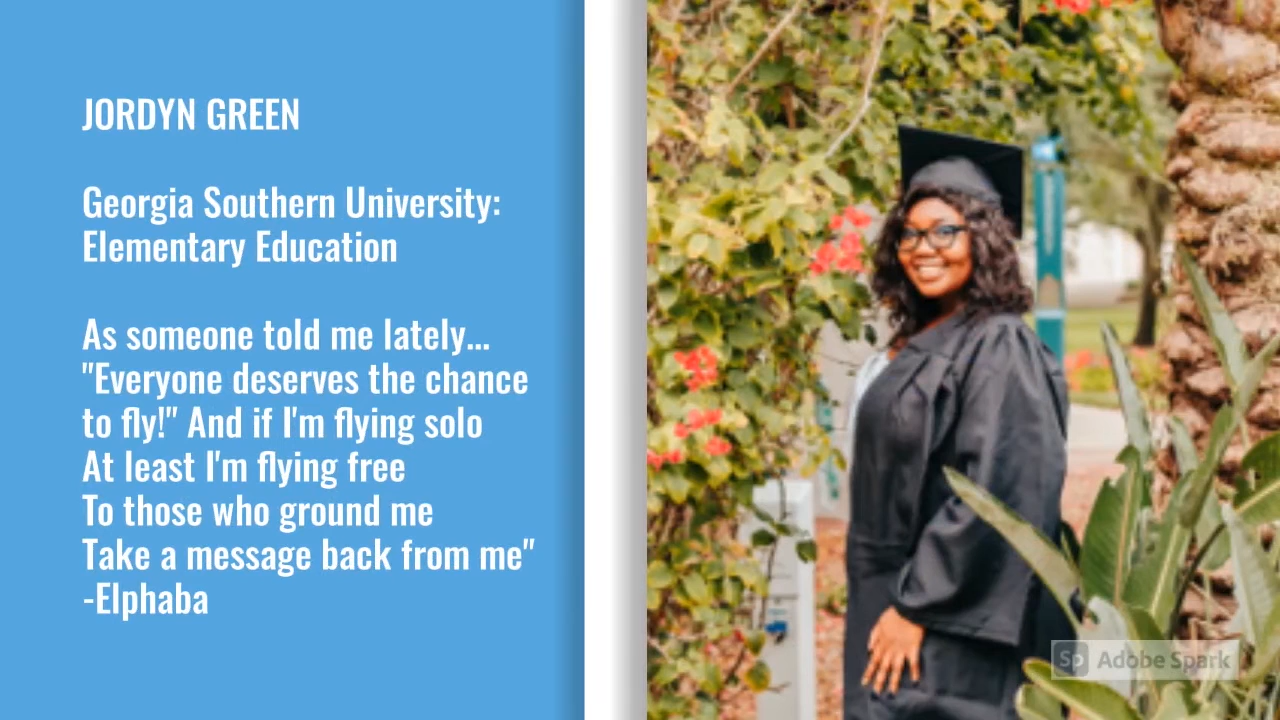 JORDYN GREEN
Georgia Southern University:
Elementary Education
As someone told me lately...
"Everyone deserves the chance
to fly!" And if I'm flying solo
At least I'm flying free
To those who ground me
Take a message back from me"
-Elphaba
Sp Adobe Spark